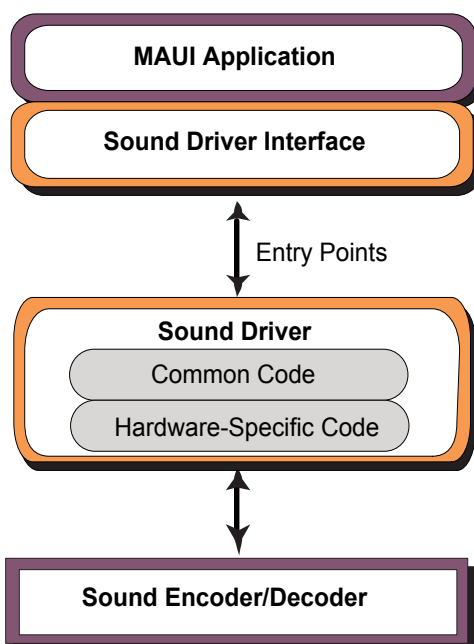 MAUI Application
Sound Driver Interface
Entry Points
Sound Driver
Common Code
Hardware-Specific Code
Sound Encoder/Decoder